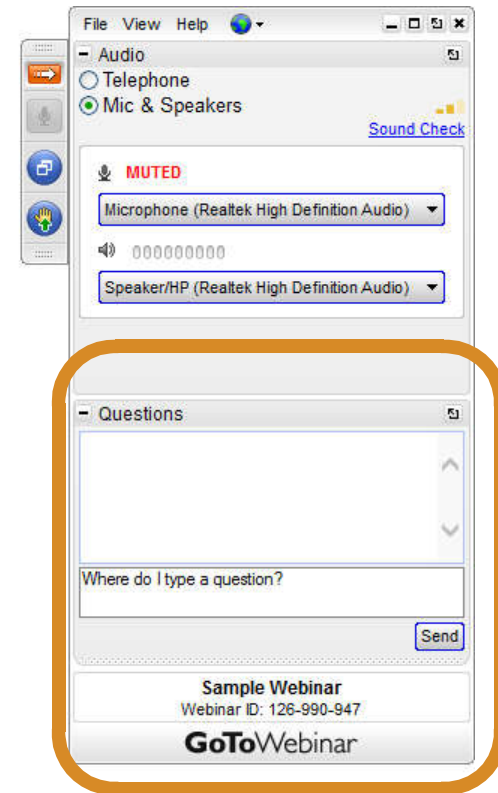 File View Help
Audio
Telephone
Mic & Speakers
Sound Check
MUTED
Microphone (Realtek High Definition Audio)
Speaker/HP (Realtek High Definition Audio)
Questions
Where do I type a question?
Send
Sample Webinar
Webinar ID: 126-990-947
GoToWebinar